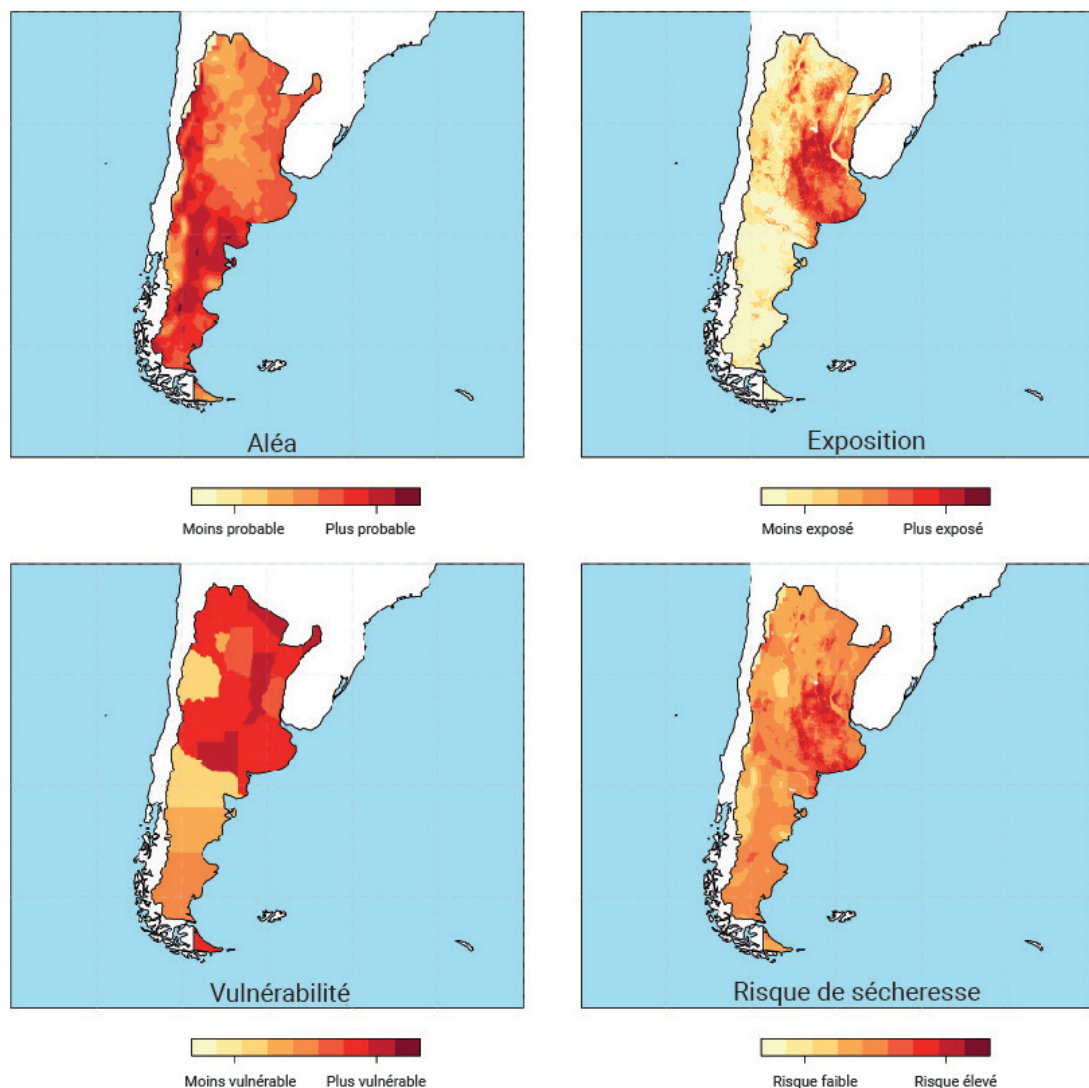 Aléa
Moins probable Plus probable
Exposition
Moins exposé Plus exposé
Vulnérabilité
Moins vulnérable Plus vulnérable
Risque de sécheresse
Risque faible Risque élevé